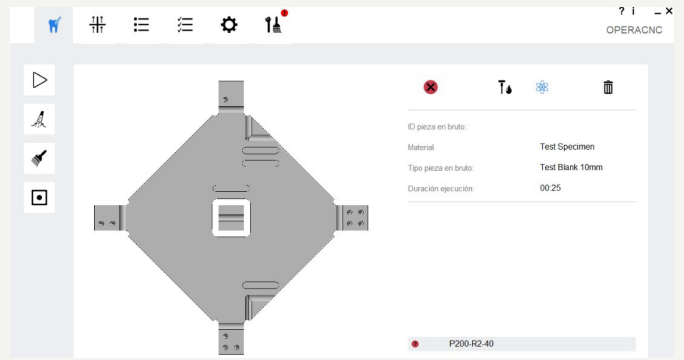 ? i
OPERACNC
ID pieza en bruto:
Material Test Specimen
Tipo pieza en bruto: Test Blank 10mm
Duración ejecución: 00:25
P200-R2-40